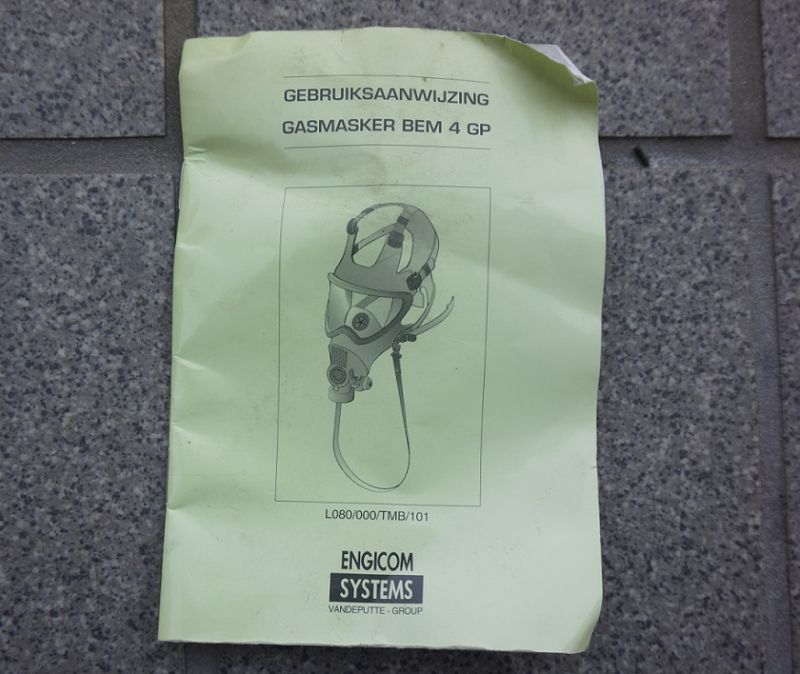 GEBRUIKSAANWIJZING
GASMASKER BEM 4 GP
L080/000/TMB/101
ENGICOM
SYSTEMS
VANDEPUTTE - GROUP